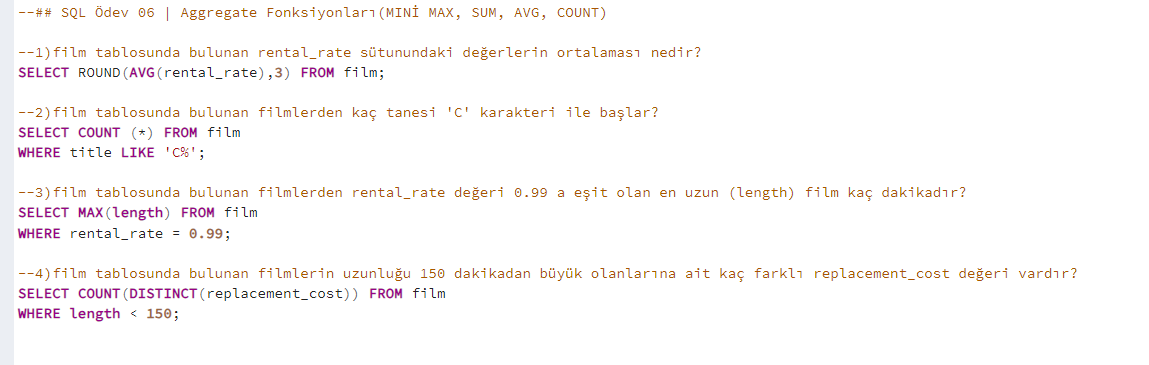 --## SQL Ödev 06 | Aggregate Fonksiyonları(MINİ MAX, SUM, AVG, COUNT)
--1)film tablosunda bulunan rental_rate sütunundaki değerlerin ortalaması nedir?
SELECT ROUND(AVG(rental_rate),3) FROM film;
--2)film tablosunda bulunan filmlerden kaç tanesi 'C' karakteri ile başlar?
SELECT COUNT (*) FROM film
WHERE title LIKE 'C%';
--3)film tablosunda bulunan filmlerden rental_rate değeri 0.99 a eşit olan en uzun (length) film kaç dakikadır?
SELECT MAX(length) FROM film
WHERE rental_rate = 0.99;
--4)film tablosunda bulunan filmlerin uzunluğu 150 dakikadan büyük olanlarına ait kaç farklı replacement_cost değeri vardır?
SELECT COUNT(DISTINCT(replacement_cost)) FROM film
WHERE length < 150;